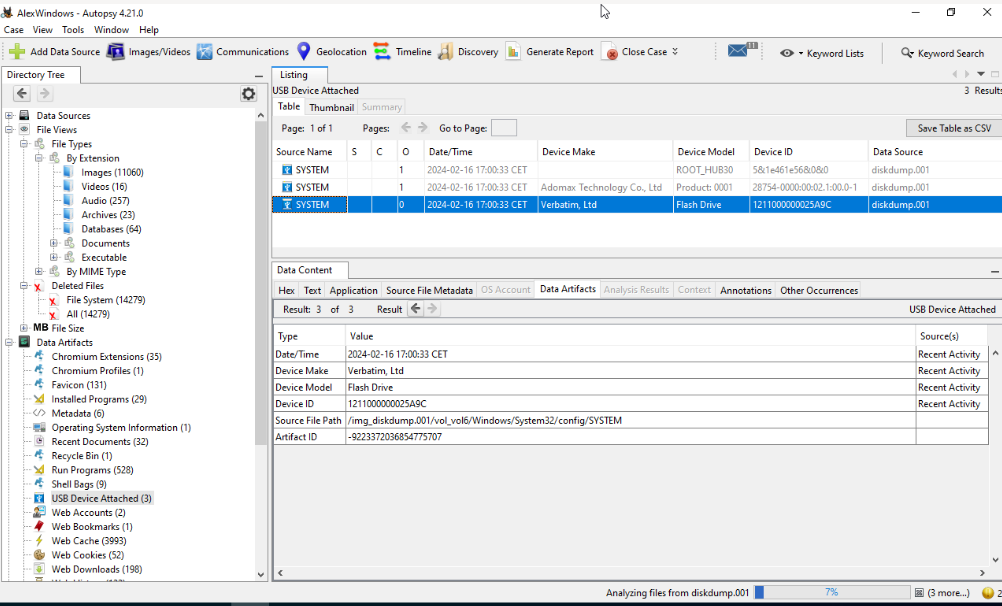 AlexWindows - Autopsy 4.21.0
Case View Tools Window Help
Add Data Source Images/Videos Communications Geolocation Timeline Discovery Generate Report Close Case 11 Keyword Lists Keyword Search
Directory Tree
Listing
USB Device Attached 3 Results
Table Thumbnail Summary
Page: 1 of 1 Pages: Go to Page: Save Table as CSV
Source Name S C O Date/Time Device Make Device Model Device ID Data Source
SYSTEM 1 2024-02-16 17:00:33 CET ROOT_HUB30 5&1e461e56&0&0 diskdump.001
SYSTEM 1 2024-02-16 17:00:33 CET Adomax Technology Co., Ltd Product: 0001 28754-0000:00:02.1:00.0-1 diskdump.001
SYSTEM 0 2024-02-16 17:00:33 CET Verbatim, Ltd Flash Drive 1211000000025A9C diskdump.001
Data Sources
File Views
File Types
By Extension
Images (11060)
Videos (16)
Audio (257)
Archives (23)
Databases (64)
Documents
Executable
By MIME Type
Deleted Files
File System (14279)
All (14279)
MB File Size
Data Artifacts
Chromium Extensions (35)
Chromium Profiles (1)
Favicon (131)
Installed Programs (29)
Metadata (6)
Operating System Information (1)
Recent Documents (32)
Recycle Bin (1)
Run Programs (528)
Shell Bags (9)
USB Device Attached (3)
Web Accounts (2)
Web Bookmarks (1)
Web Cache (3993)
Web Cookies (52)
Web Downloads (198)
Data Content
Hex Text Application Source File Metadata OS Account Data Artifacts Analysis Results Context Annotations Other Occurrences
Result: 3 of 3 Result USB Device Attached
Type Value Source(s)
Date/Time 2024-02-16 17:00:33 CET Recent Activity
Device Make Verbatim, Ltd Recent Activity
Device Model Flash Drive Recent Activity
Device ID 1211000000025A9C Recent Activity
Source File Path /img_diskdump.001/vol_vol6/Windows/System32/config/SYSTEM
Artifact ID -9223372036854775707
Analyzing files from diskdump.001 7% (3 more...) 2